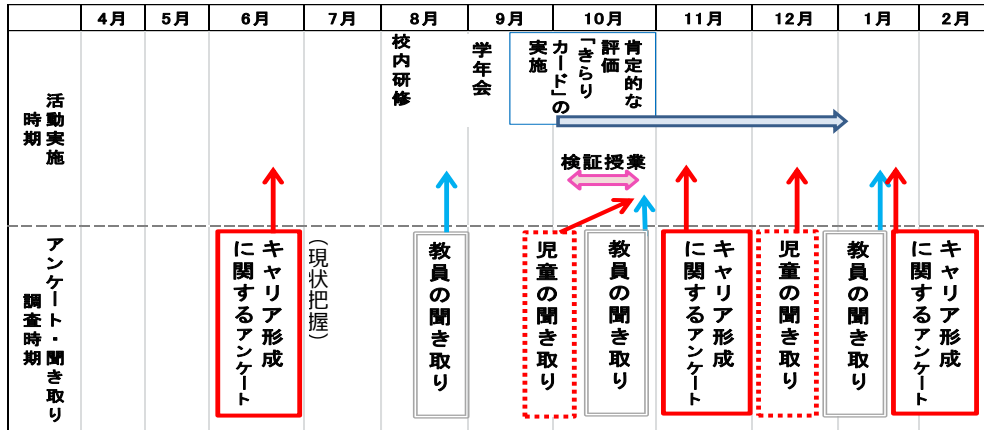 4月 5月 6月 7月 8月 9月 10月 11月 12月 1月 2月
活動実施
時期
校内研修
学年会
肯定的な
評価
「きらり
カード」の
実施
検証授業
アンケート・聞き取り
調査時期
キャリア形成
に関するアンケート
(現状把握)
教員の聞き取り
児童の聞き取り
教員の聞き取り
キャリア形成
に関するアンケート
児童の聞き取り
教員の聞き取り
キャリア形成
に関するアンケート